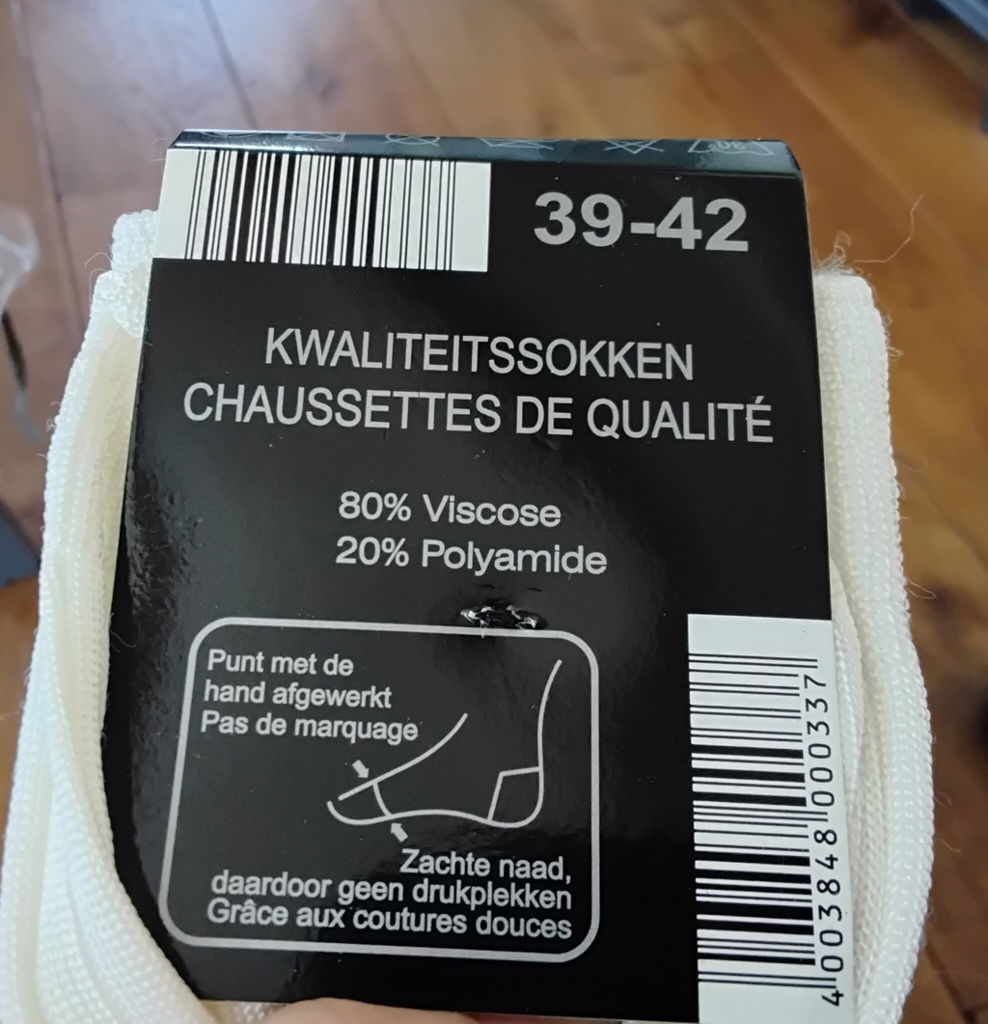 39-42
KWALITEITSSOKKEN
CHAUSSETTES DE QUALITÉ
80% Viscose
20% Polyamide
Punt met de
hand afgewerkt
Pas de marquage
Zachte naad,
daardoor geen drukplekken
Grâce aux coutures douces
4003848000337